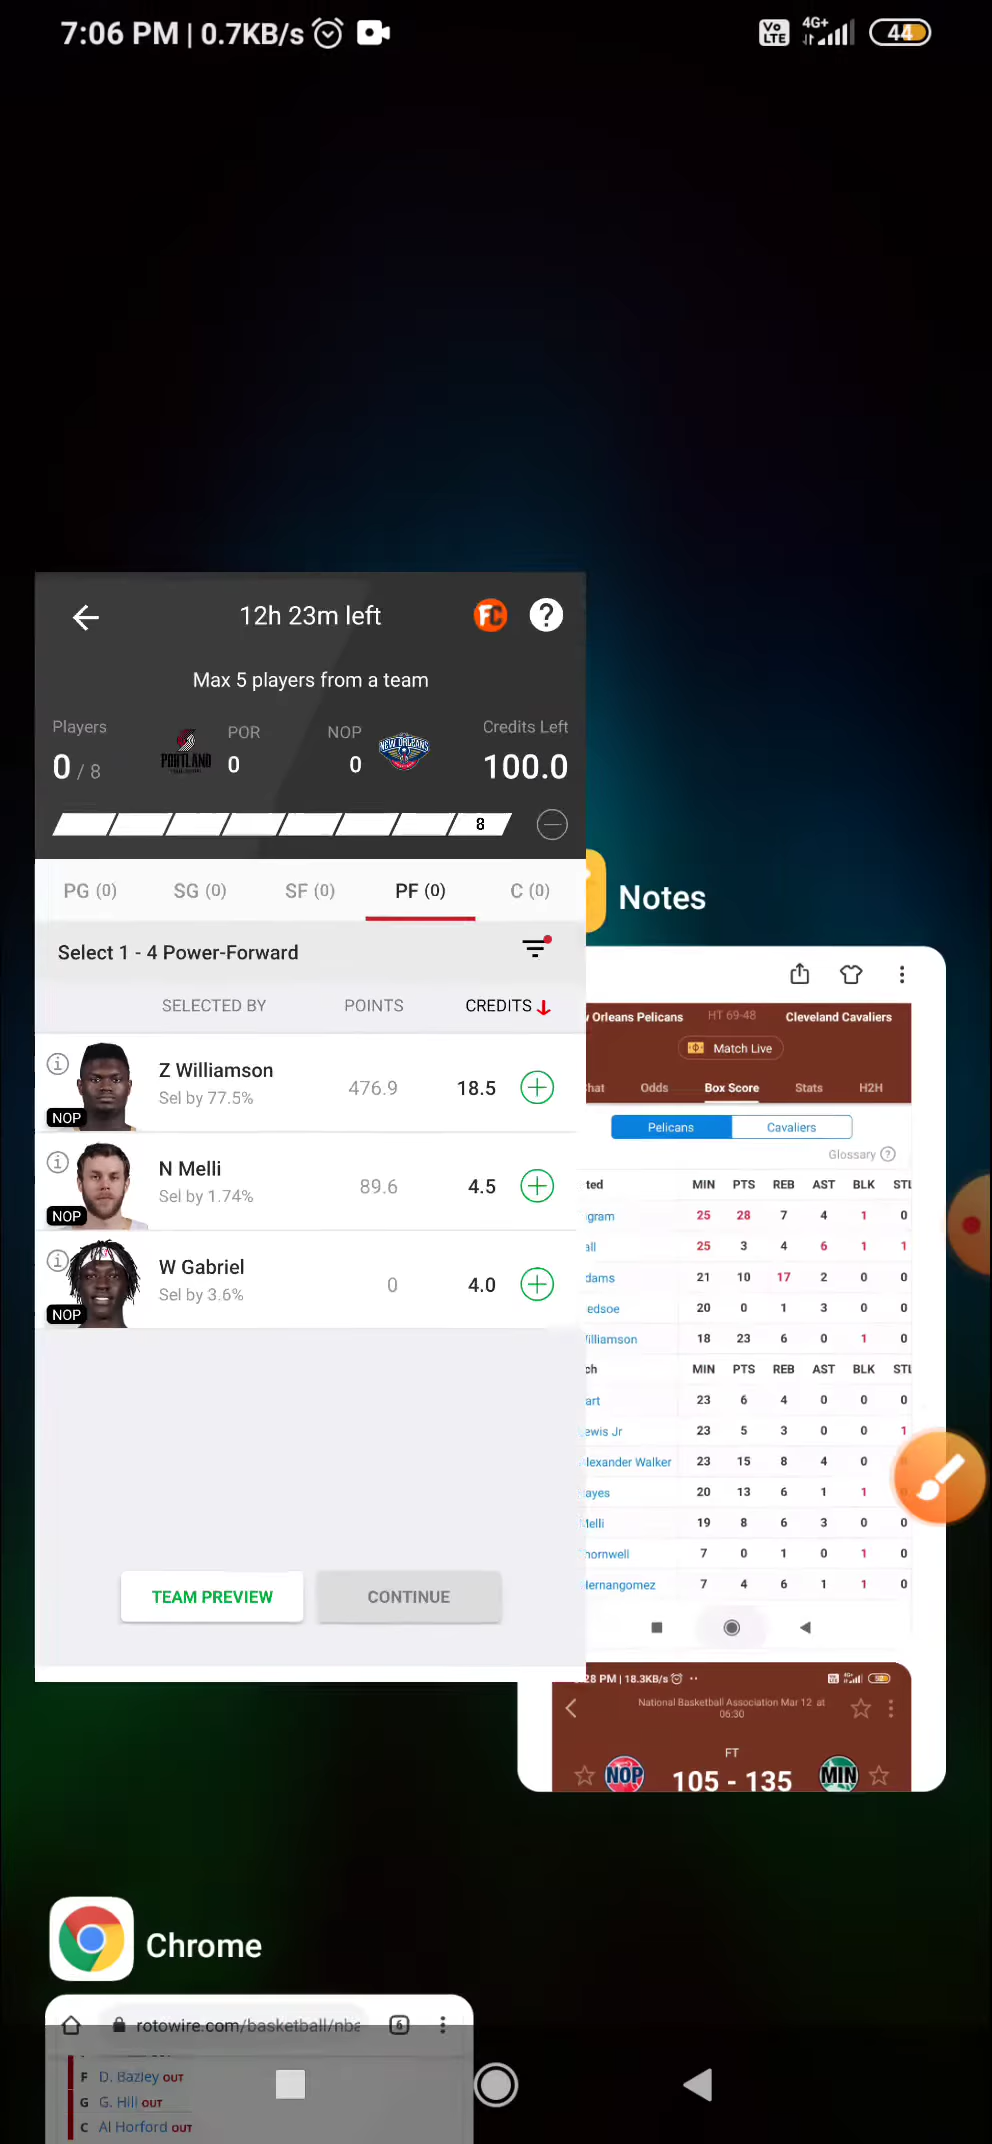 7:06 PM | 0.7KB/s
Vo LTE 4G+ 44
12h 23m left
FC ?
Max 5 players from a team
Players POR NOP Credits Left
PORTLAND NEW ORLEANS
0 / 8 0 0 100.0
8
PG (0) SG (0) SF (0) PF (0) C (0)
Select 1 - 4 Power-Forward
SELECTED BY POINTS CREDITS
Z Williamson
Sel by 77.5% 476.9 18.5
NOP
N Melli
Sel by 1.74% 89.6 4.5
NOP
W Gabriel
Sel by 3.6% 0 4.0
NOP
TEAM PREVIEW CONTINUE
Notes
Orleans Pelicans HT 69-48 Cleveland Cavaliers
Match Live
hat Odds Box Score Stats H2H
Pelicans Cavaliers
Glossary ?
ted MIN PTS REB AST BLK STL
gram 25 28 7 4 1 0
all 25 3 4 6 1 1
dams 21 10 17 2 0 0
edsoe 20 0 1 3 0 0
illiamson 18 23 6 0 1 0
ch MIN PTS REB AST BLK STL
art 23 6 4 0 0 0
ewis Jr 23 5 3 0 0 1
lexander Walker 23 15 8 4 0
ayes 20 13 6 1 1
Melli 19 8 6 3 0 0
hornwell 7 0 1 0 1 0
Hernangomez 7 4 6 1 1 0
28 PM | 18.3KB/s
National Basketball Association Mar 12 at
06:30
FT
NOP 105 - 135 MIN
Chrome
rotowire.com/basketball/nba
6
F D. Bazley OUT
G G. Hill OUT
C Al Horford OUT